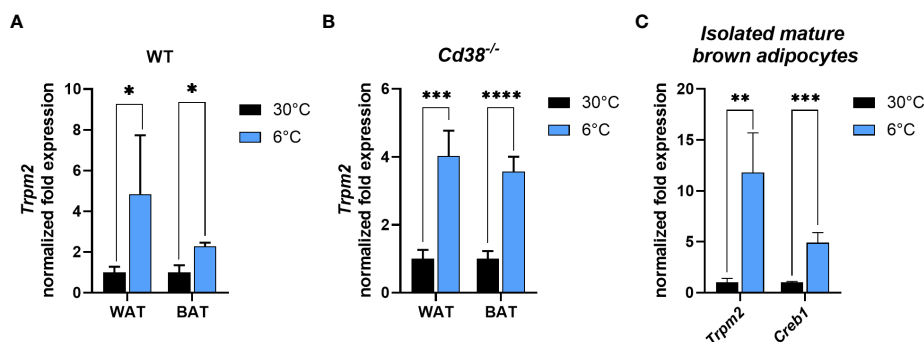 A
WT
Trpm2
normalized fold expression
10
8
6
4
2
0
*
*
WAT
BAT
30°C
6°C
B
Cd38-/-
Trpm2
normalized fold expression
6
4
2
0
***
****
WAT
BAT
30°C
6°C
C
Isolated mature
brown adipocytes
normalized fold expression
20
15
10
5
0
**
***
Trpm2
Creb1
30°C
6°C